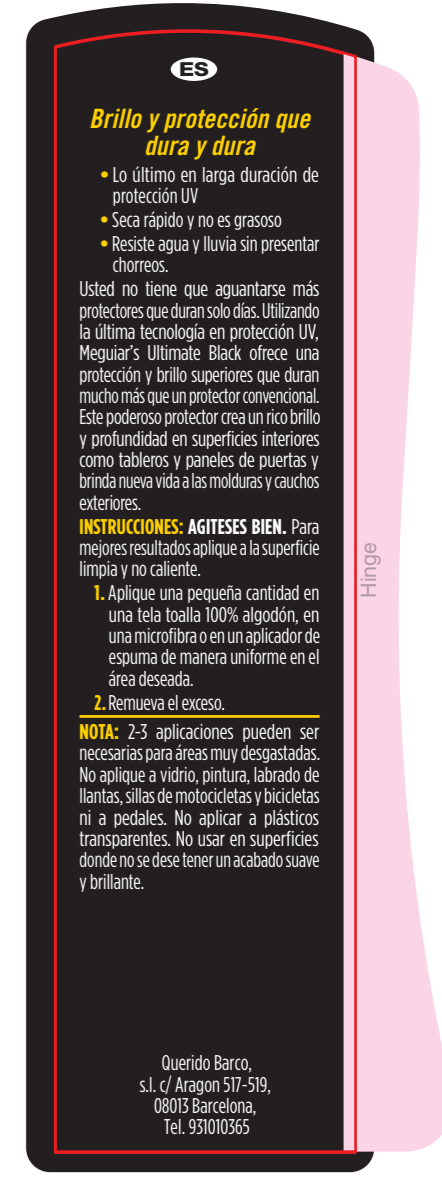 ES
Brillo y protección que
dura y dura
• Lo último en larga duración de
protección UV
• Seca rápido y no es grasoso
• Resiste agua y lluvia sin presentar
chorreos.
Usted no tiene que aguantarse más
protectores que duran solo días. Utilizando
la última tecnología en protección UV,
Meguiar's Ultimate Black ofrece una
protección y brillo superiores que duran
mucho más que un protector convencional.
Este poderoso protector crea un rico brillo
y profundidad en superficies interiores
como tableros y paneles de puertas y
brinda nueva vida a las molduras y cauchos
exteriores.
INSTRUCCIONES: AGITESES BIEN. Para
mejores resultados aplique a la superficie
limpia y no caliente.
1. Aplique una pequeña cantidad en
una tela toalla 100% algodón, en
una microfibra o en un aplicador de
espuma de manera uniforme en el
área deseada.
2. Remueva el exceso.
NOTA: 2-3 aplicaciones pueden ser
necesarias para áreas muy desgastadas.
No aplique a vidrio, pintura, labrado de
llantas, sillas de motocicletas y bicicletas
ni a pedales. No aplicar a plásticos
transparentes. No usar en superficies
donde no se dese tener un acabado suave
y brillante.
Querido Barco,
s.l. c/ Aragon 517-519,
08013 Barcelona,
Tel. 931010365
Hinge